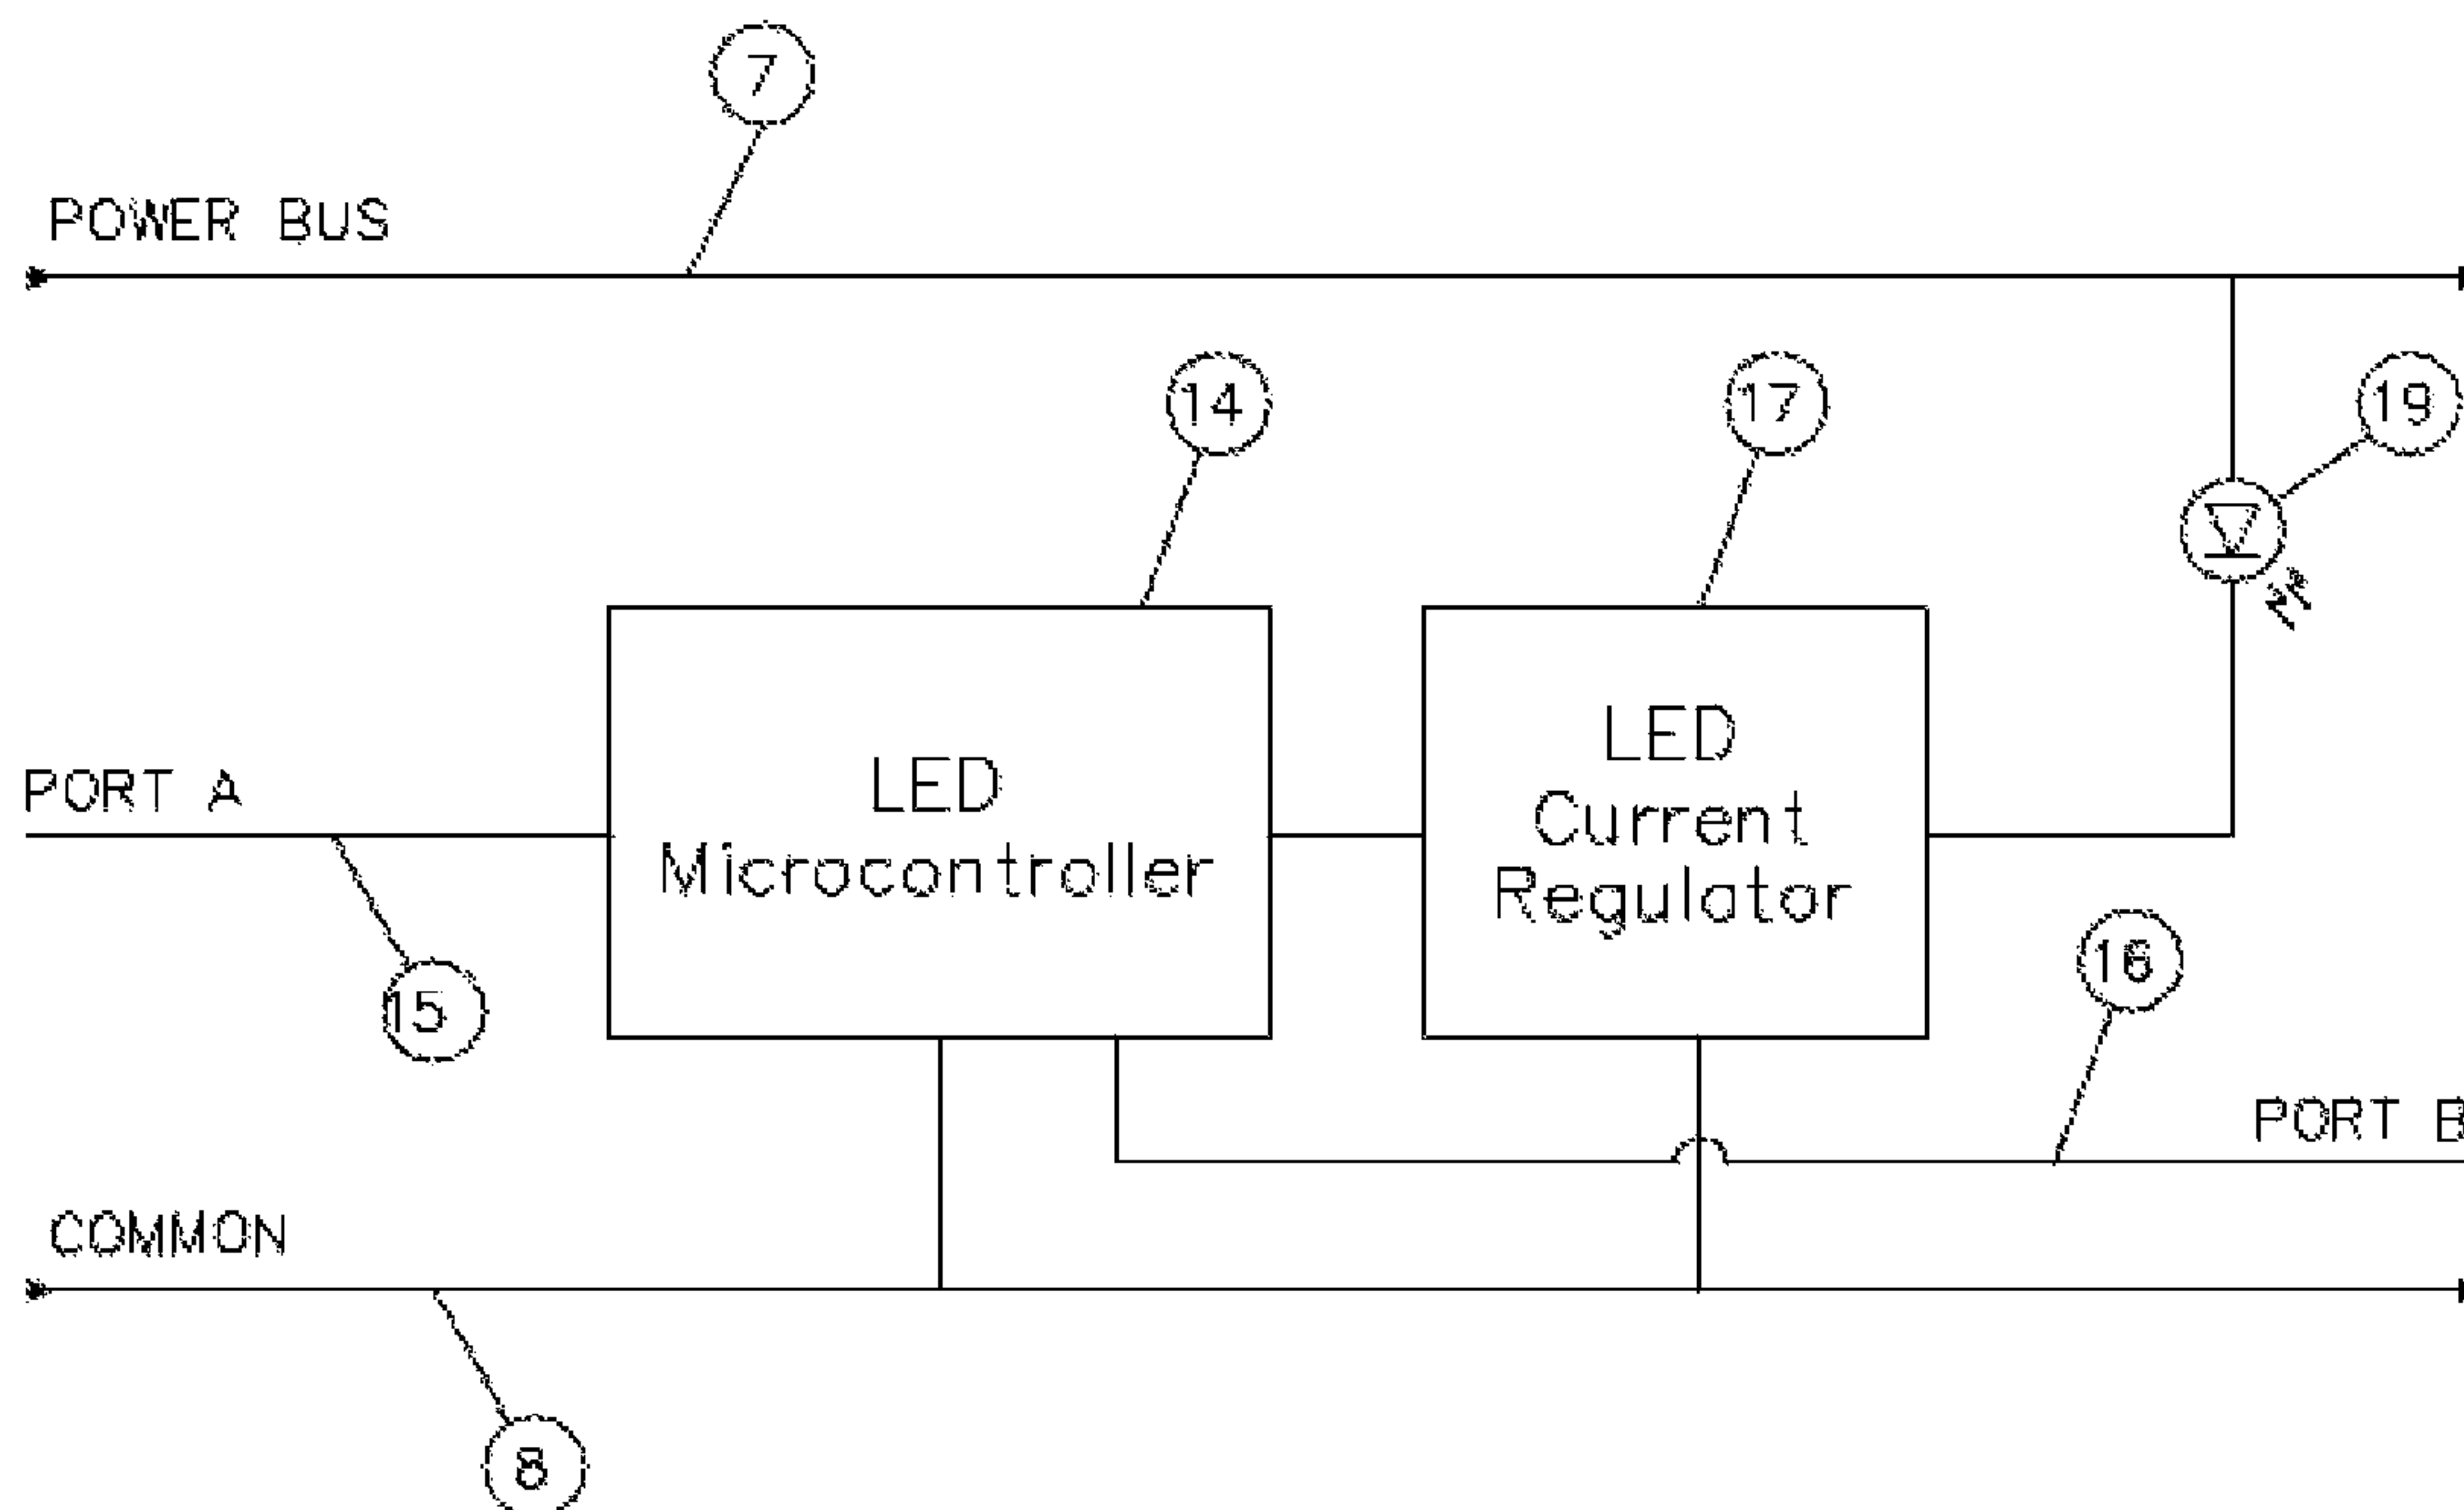 7
POWER BUS
14
17
19
LED
Microcontroller
LED
Current
Regulator
PORT A
15
16
PORT B
COMMON
8